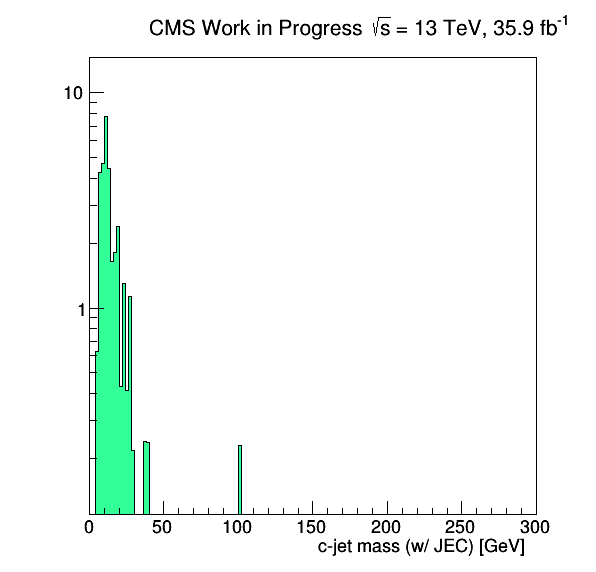 CMS Work in Progress √s = 13 TeV, 35.9 fb⁻¹
10
1
0 50 100 150 200 250 300
c-jet mass (w/ JEC) [GeV]